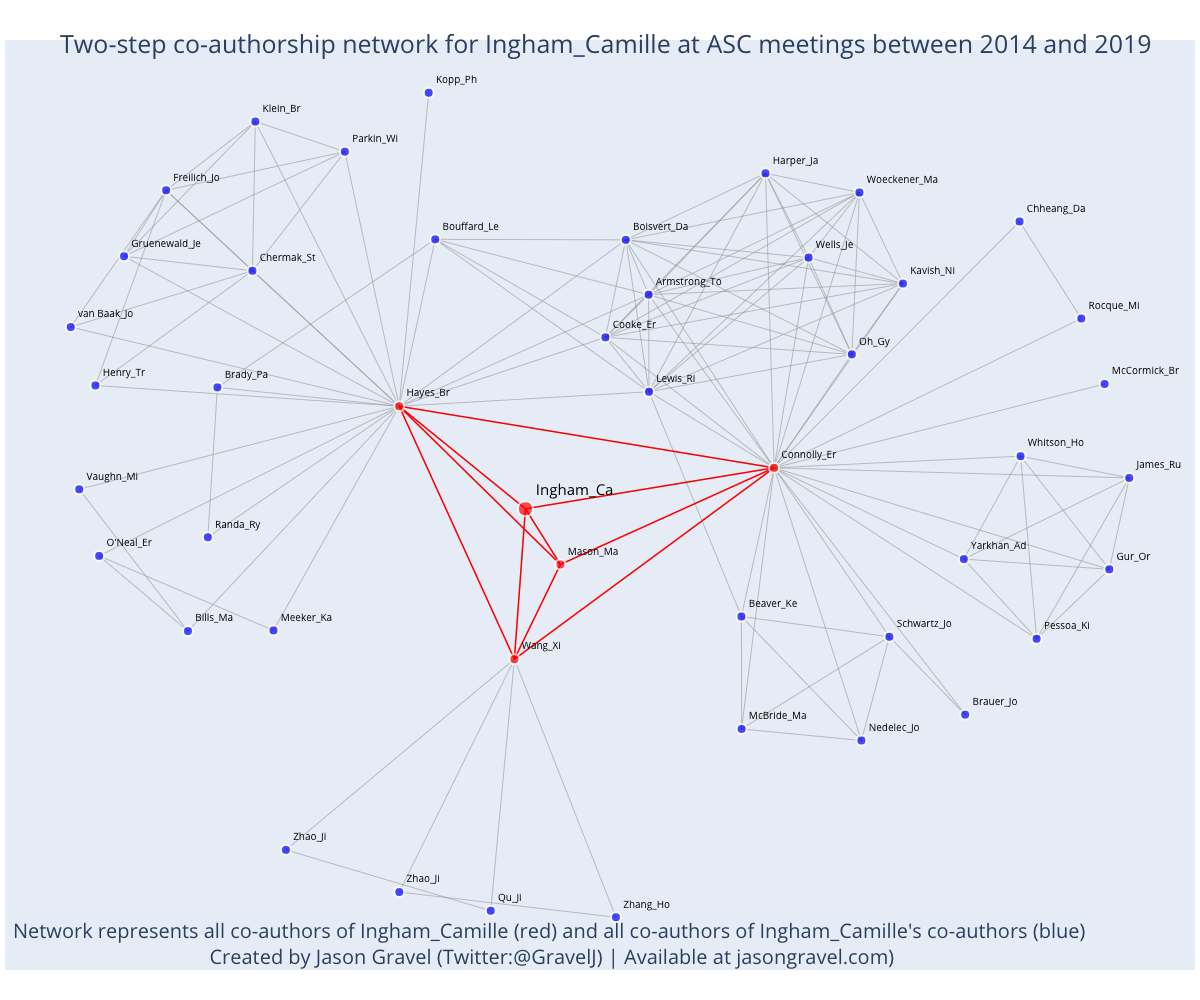 Two-step co-authorship network for Ingham_Camille at ASC meetings between 2014 and 2019
Kopp_Ph
Klein_Br
Parkin_Wi
Harper_Ja
Freilich_Jo
Woeckener_Ma
Chheang_Da
Bouffard_Le
Boisvert_Da
Gruenewald_Je
Wells_Je
Chermak_St
Kavish_Ni
Armstrong_To
Rocque_Mi
van Baak_Jo
Cooke_Er
Oh_Gy
Henry_Tr
Brady_Pa
Lewis_Ri
McCormick_Br
Hayes_Br
Whitson_Ho
Connolly_Er
James_Ru
Vaughn_Mi
Ingham_Ca
Randa_Ry
O'Neal_Er
Mason_Ma
Yarkhan_Ad
Gur_Or
Beaver_Ke
Bills_Ma
Meeker_Ka
Schwartz_Jo
Pessoa_Ki
Wang_Xi
Brauer_Jo
McBride_Ma
Nedelec_Jo
Zhao_Ji
Zhao_Ji
Qu_Ji
Zhang_Ho
Network represents all co-authors of Ingham_Camille (red) and all co-authors of Ingham_Camille's co-authors (blue)
Created by Jason Gravel (Twitter:@GravelJ) | Available at jasongravel.com)